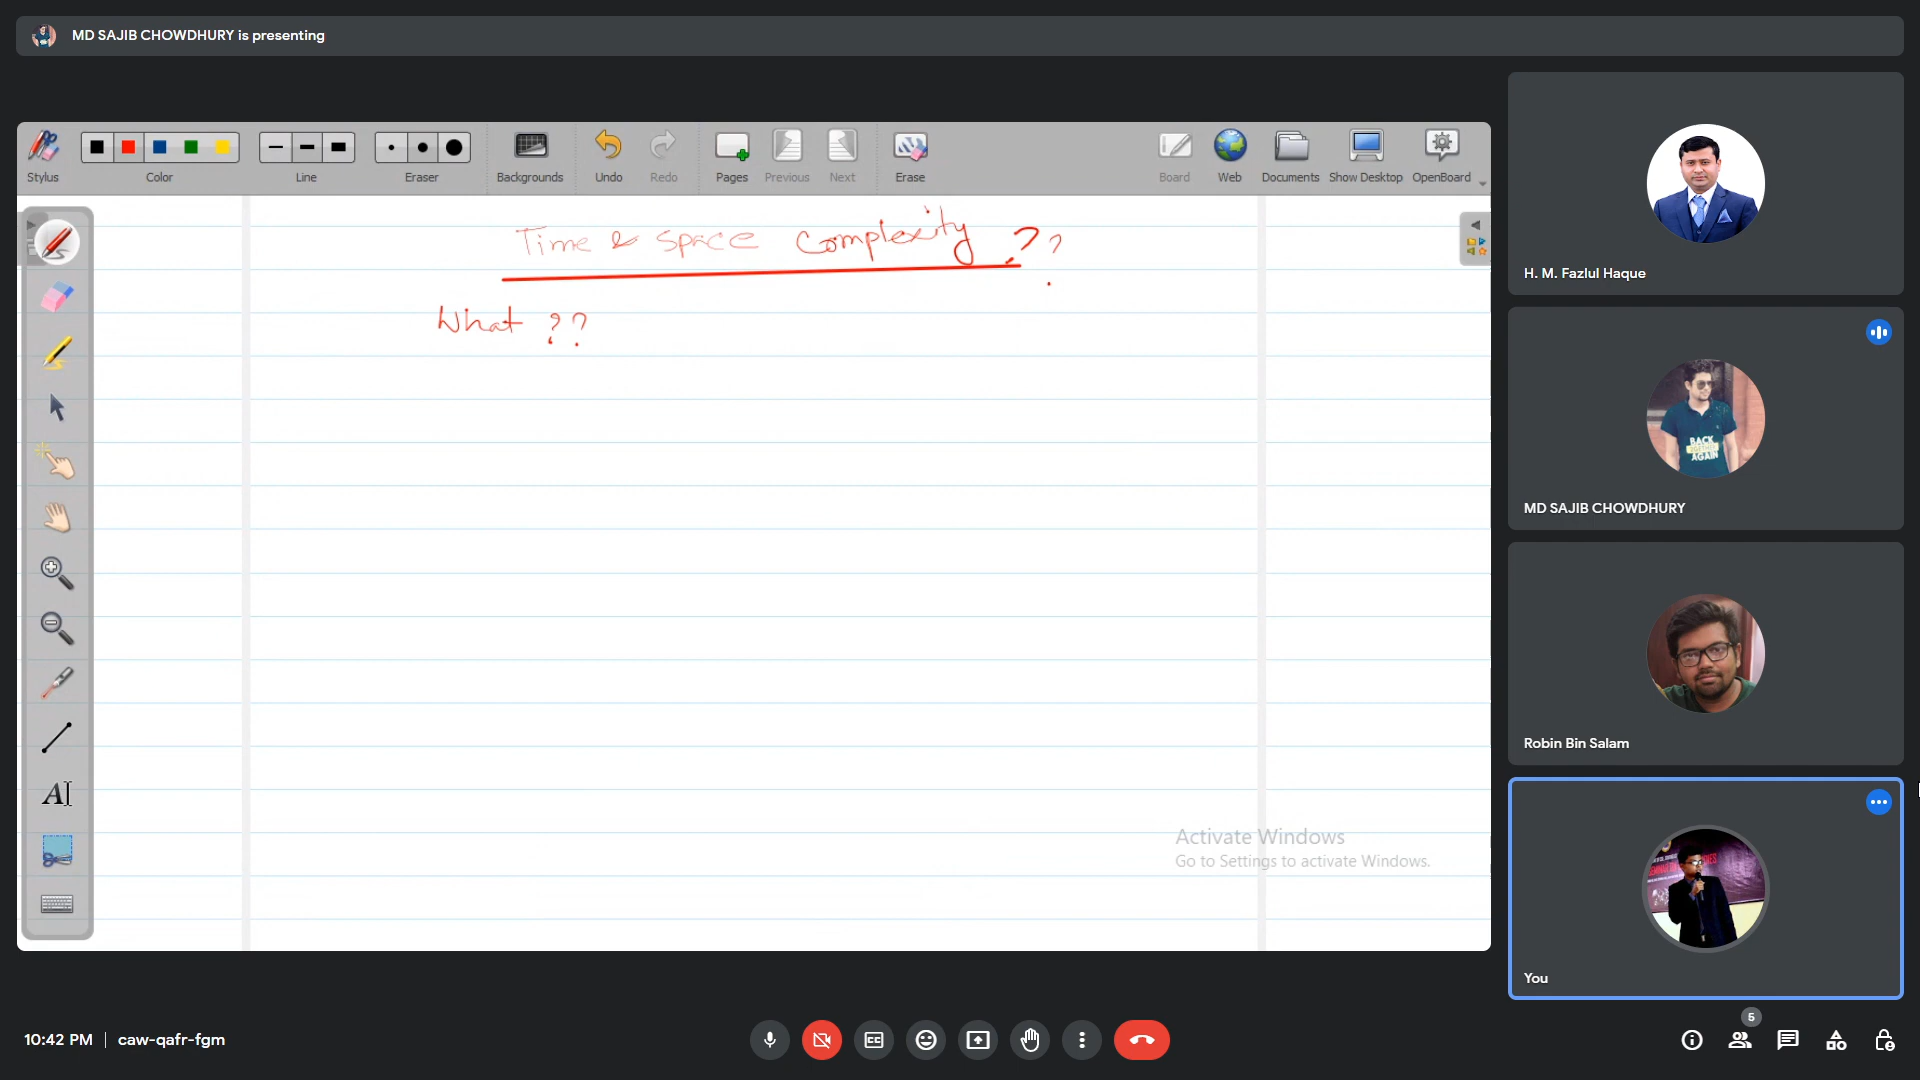 MD SAJIB CHOWDHURY is presenting
Stylus Color Line Eraser Backgrounds Undo Redo Pages Previous Next Erase Board Web Documents Show Desktop OpenBoard
Time & Space Complexity ??
What ??
Activate Windows
Go to Settings to activate Windows.
H. M. Fazlul Haque
BACK
AGAIN
MD SAJIB CHOWDHURY
Robin Bin Salam
You
10:42 PM | caw-qafr-fgm
5